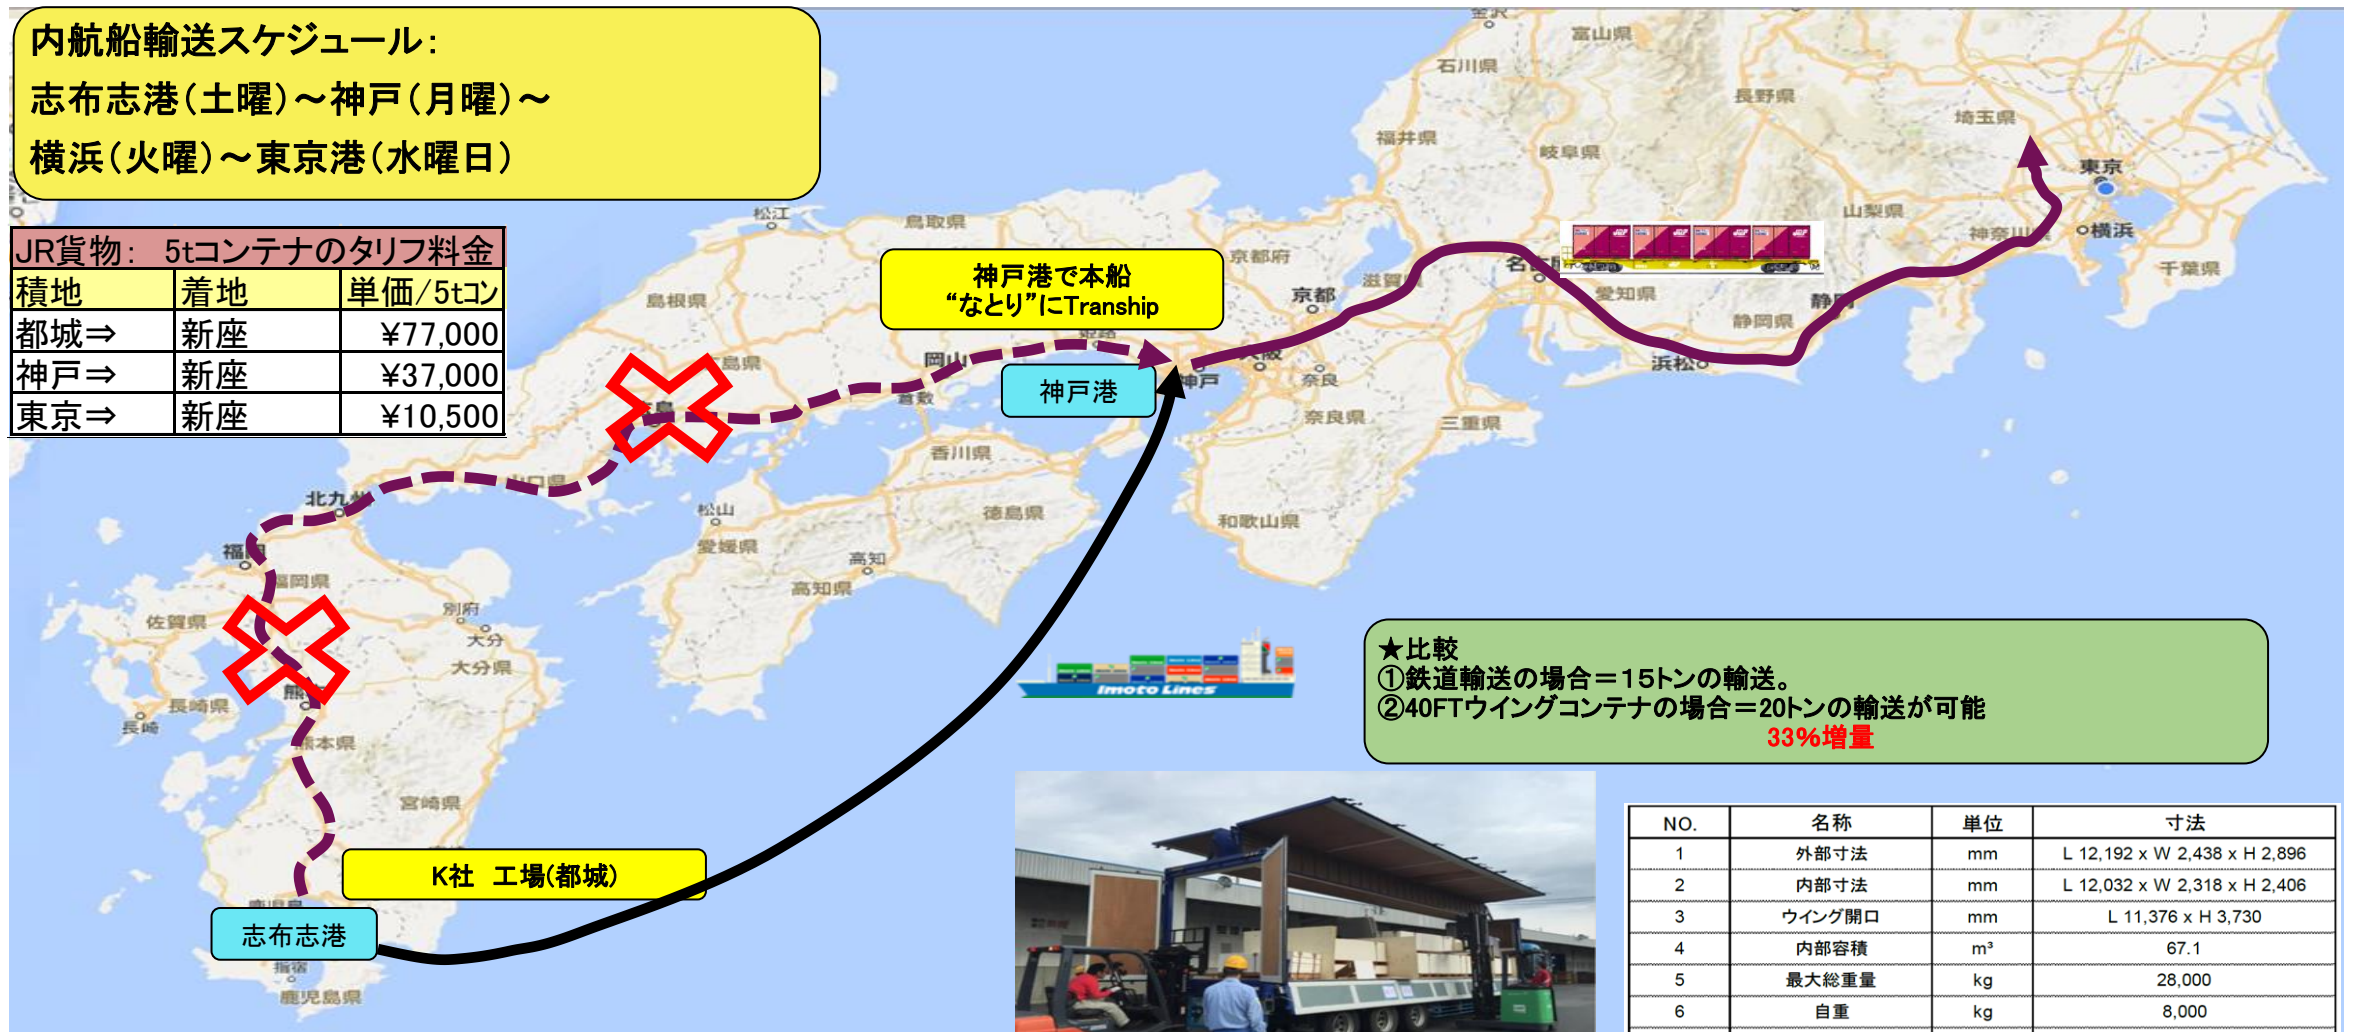 内航船輸送スケジュール:
志布志港(土曜)～神戸(月曜)～
横浜(火曜)～東京港(水曜日)
JR貨物: 5tコンテナのタリフ料金
積地 着地 単価/5tコン
都城⇒ 新座 ¥77,000
神戸⇒ 新座 ¥37,000
東京⇒ 新座 ¥10,500
神戸港で本船
“なとり”にTranship
神戸港
K社 工場(都城)
志布志港
★比較
①鉄道輸送の場合＝15トンの輸送。
②40FTウイングコンテナの場合＝20トンの輸送が可能
33%増量
Imoto Lines
NO. 名称 単位 寸法
1 外部寸法 mm L 12,192 x W 2,438 x H 2,896
2 内部寸法 mm L 12,032 x W 2,318 x H 2,406
3 ウイング開口 mm L 11,376 x H 3,730
4 内部容積 m³ 67.1
5 最大総重量 kg 28,000
6 自重 kg 8,000
金沢
富山県
石川県
長野県
埼玉県
福井県
岐阜県
東京
山梨県
神奈川県
横浜
千葉県
松江
鳥取県
京都府
滋賀
京都
愛知県
静岡
静岡県
浜松
島根県
岡山
倉敷
神戸
奈良
奈良県
三重県
香川県
徳島県
和歌山県
松山
愛媛県
高知
高知県
山口県
北九州
福岡
福岡県
佐賀県
別府
大分
大分県
長崎県
長崎
熊本県
宮崎県
指宿
鹿児島県